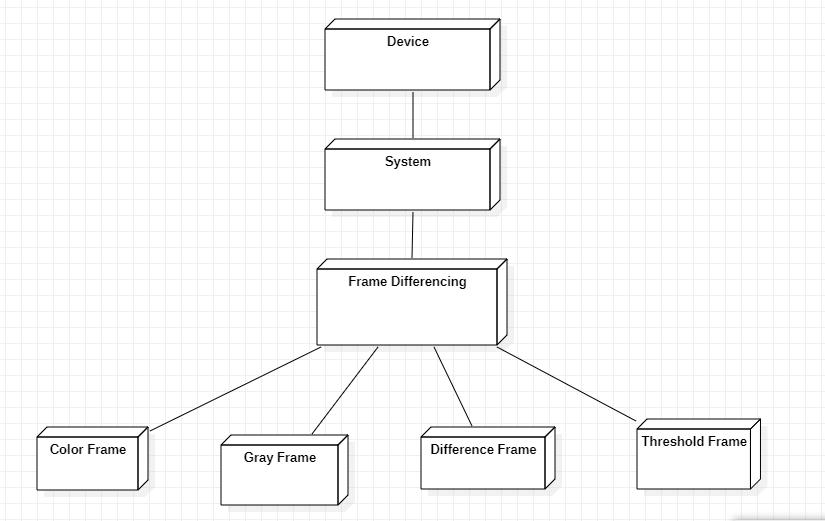 Device
System
Frame Differencing
Color Frame
Gray Frame
Difference Frame
Threshold Frame